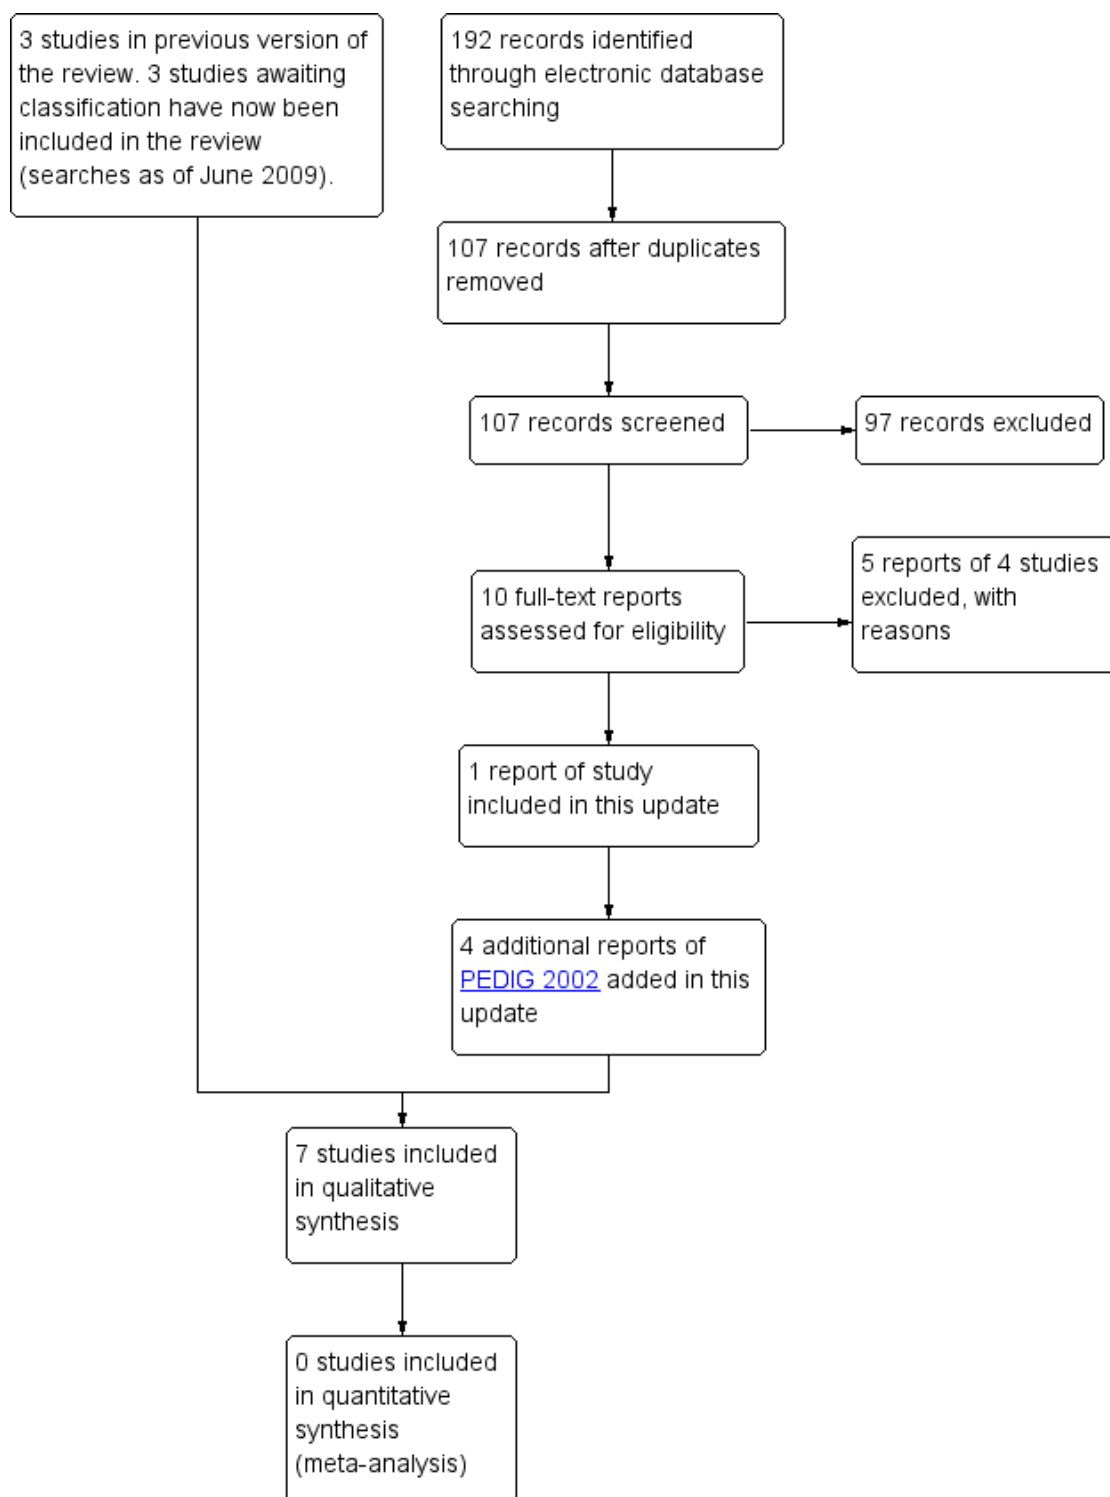 3 studies in previous version of
the review. 3 studies awaiting
classification have now been
included in the review
(searches as of June 2009).
192 records identified
through electronic database
searching
107 records after duplicates
removed
107 records screened
97 records excluded
10 full-text reports
assessed for eligibility
5 reports of 4 studies
excluded, with
reasons
1 report of study
included in this update
4 additional reports of
PEDIG 2002 added in this
update
7 studies included
in qualitative
synthesis
0 studies included
in quantitative
synthesis
(meta-analysis)